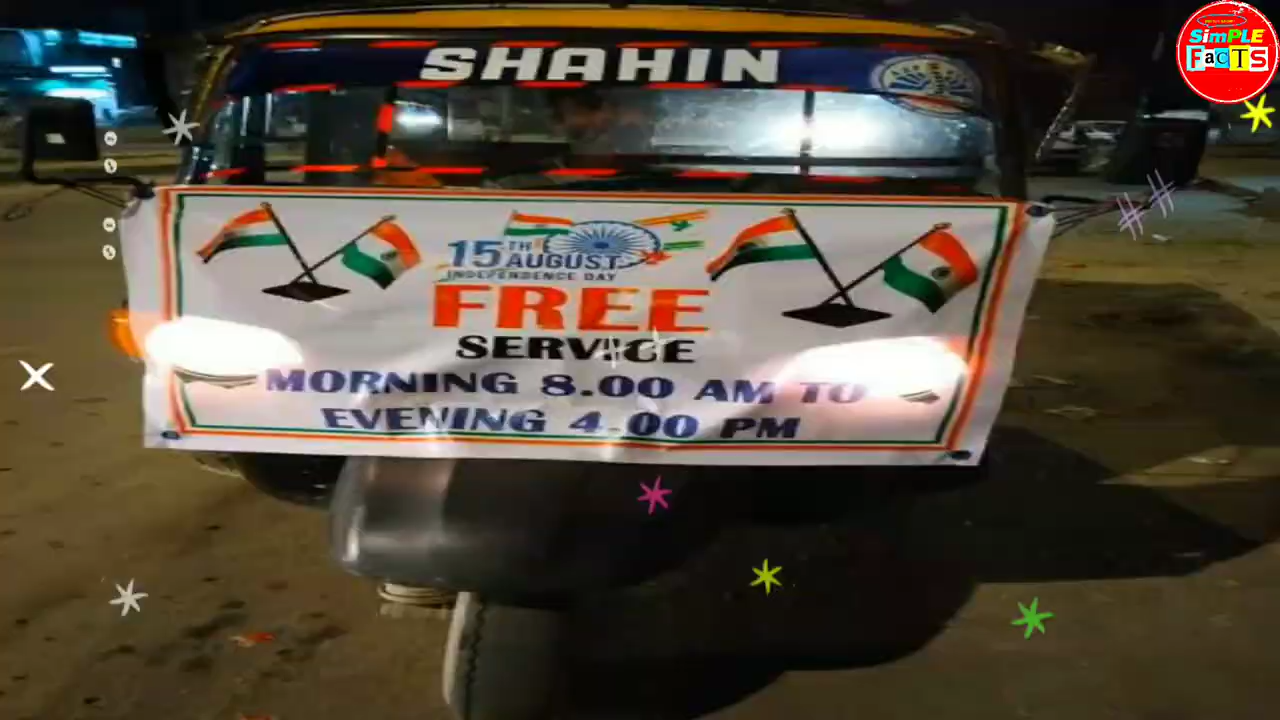 SHAHIN
SiMPLE
FACTS
15TH
AUGUST
INDEPENDENCE DAY
FREE
SERVICE
MORNING 8.00 AM TO
EVENING 4.00 PM